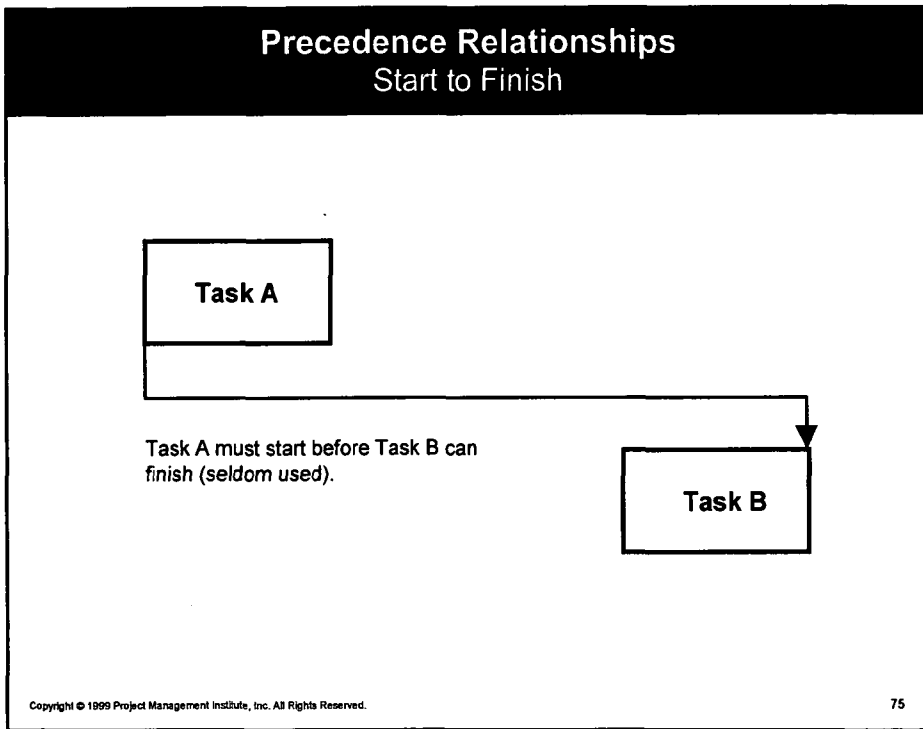 Precedence Relationships
Start to Finish
Task A
Task A must start before Task B can
finish (seldom used).
Task B
Copyright © 1999 Project Management Institute, Inc. All Rights Reserved.
75